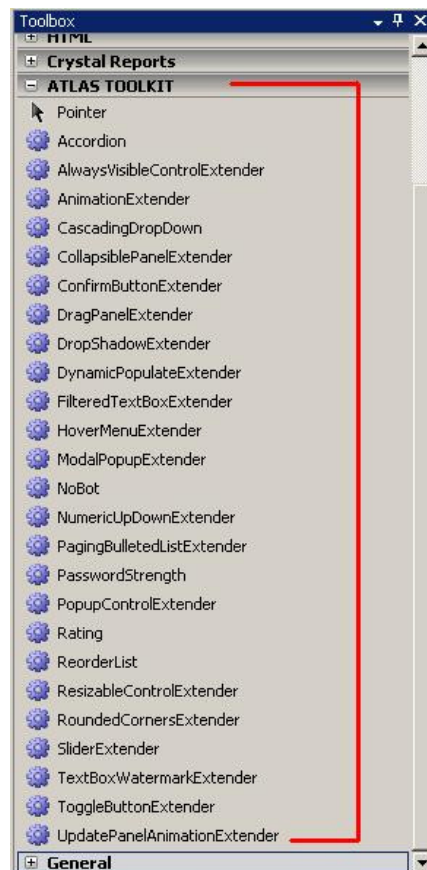 Toolbox
HTML
Crystal Reports
ATLAS TOOLKIT
Pointer
Accordion
AlwaysVisibleControlExtender
AnimationExtender
CascadingDropDown
CollapsiblePanelExtender
ConfirmButtonExtender
DragPanelExtender
DropShadowExtender
DynamicPopulateExtender
FilteredTextBoxExtender
HoverMenuExtender
ModalPopupExtender
NoBot
NumericUpDownExtender
PagingBulletedListExtender
PasswordStrength
PopupControlExtender
Rating
ReorderList
ResizableControlExtender
RoundedCornersExtender
SliderExtender
TextBoxWatermarkExtender
ToggleButtonExtender
UpdatePanelAnimationExtender
General